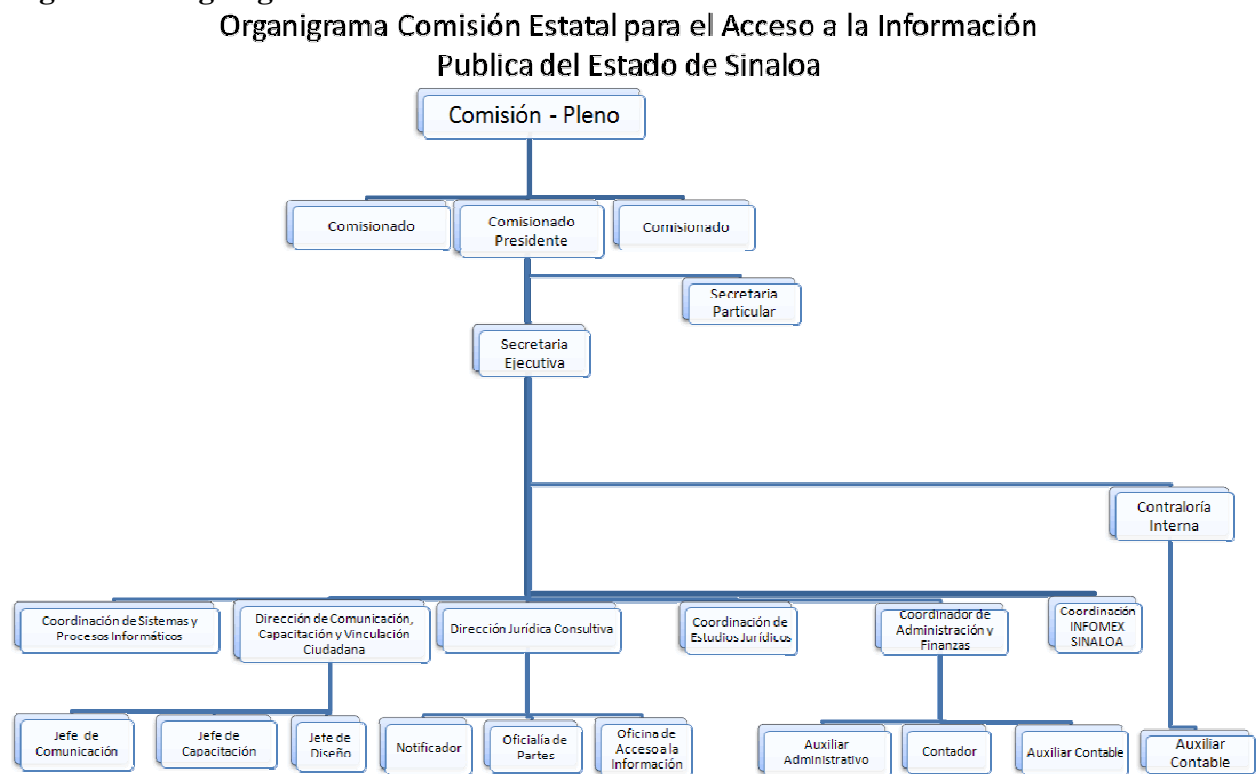 Organigrama Comisión Estatal para el Acceso a la Información
Publica del Estado de Sinaloa
Comisión - Pleno
Comisionado
Comisionado
Presidente
Comisionado
Secretaria
Particular
Secretaria
Ejecutiva
Contraloría
Interna
Coordinación de Sistemas y
Procesos Informáticos
Dirección de Comunicación,
Capacitación y Vinculación
Ciudadana
Dirección Jurídica Consultiva
Coordinación de
Estudios Jurídicos
Coordinador de
Administración y
Finanzas
Coordinación
INFOMEX
SINALOA
Jefe de
Comunicación
Jefe de
Capacitación
Jefe de
Diseño
Notificador
Oficialía de
Partes
Oficina de
Acceso a la
Información
Auxiliar
Administrativo
Contador
Auxiliar Contable
Auxiliar
Contable